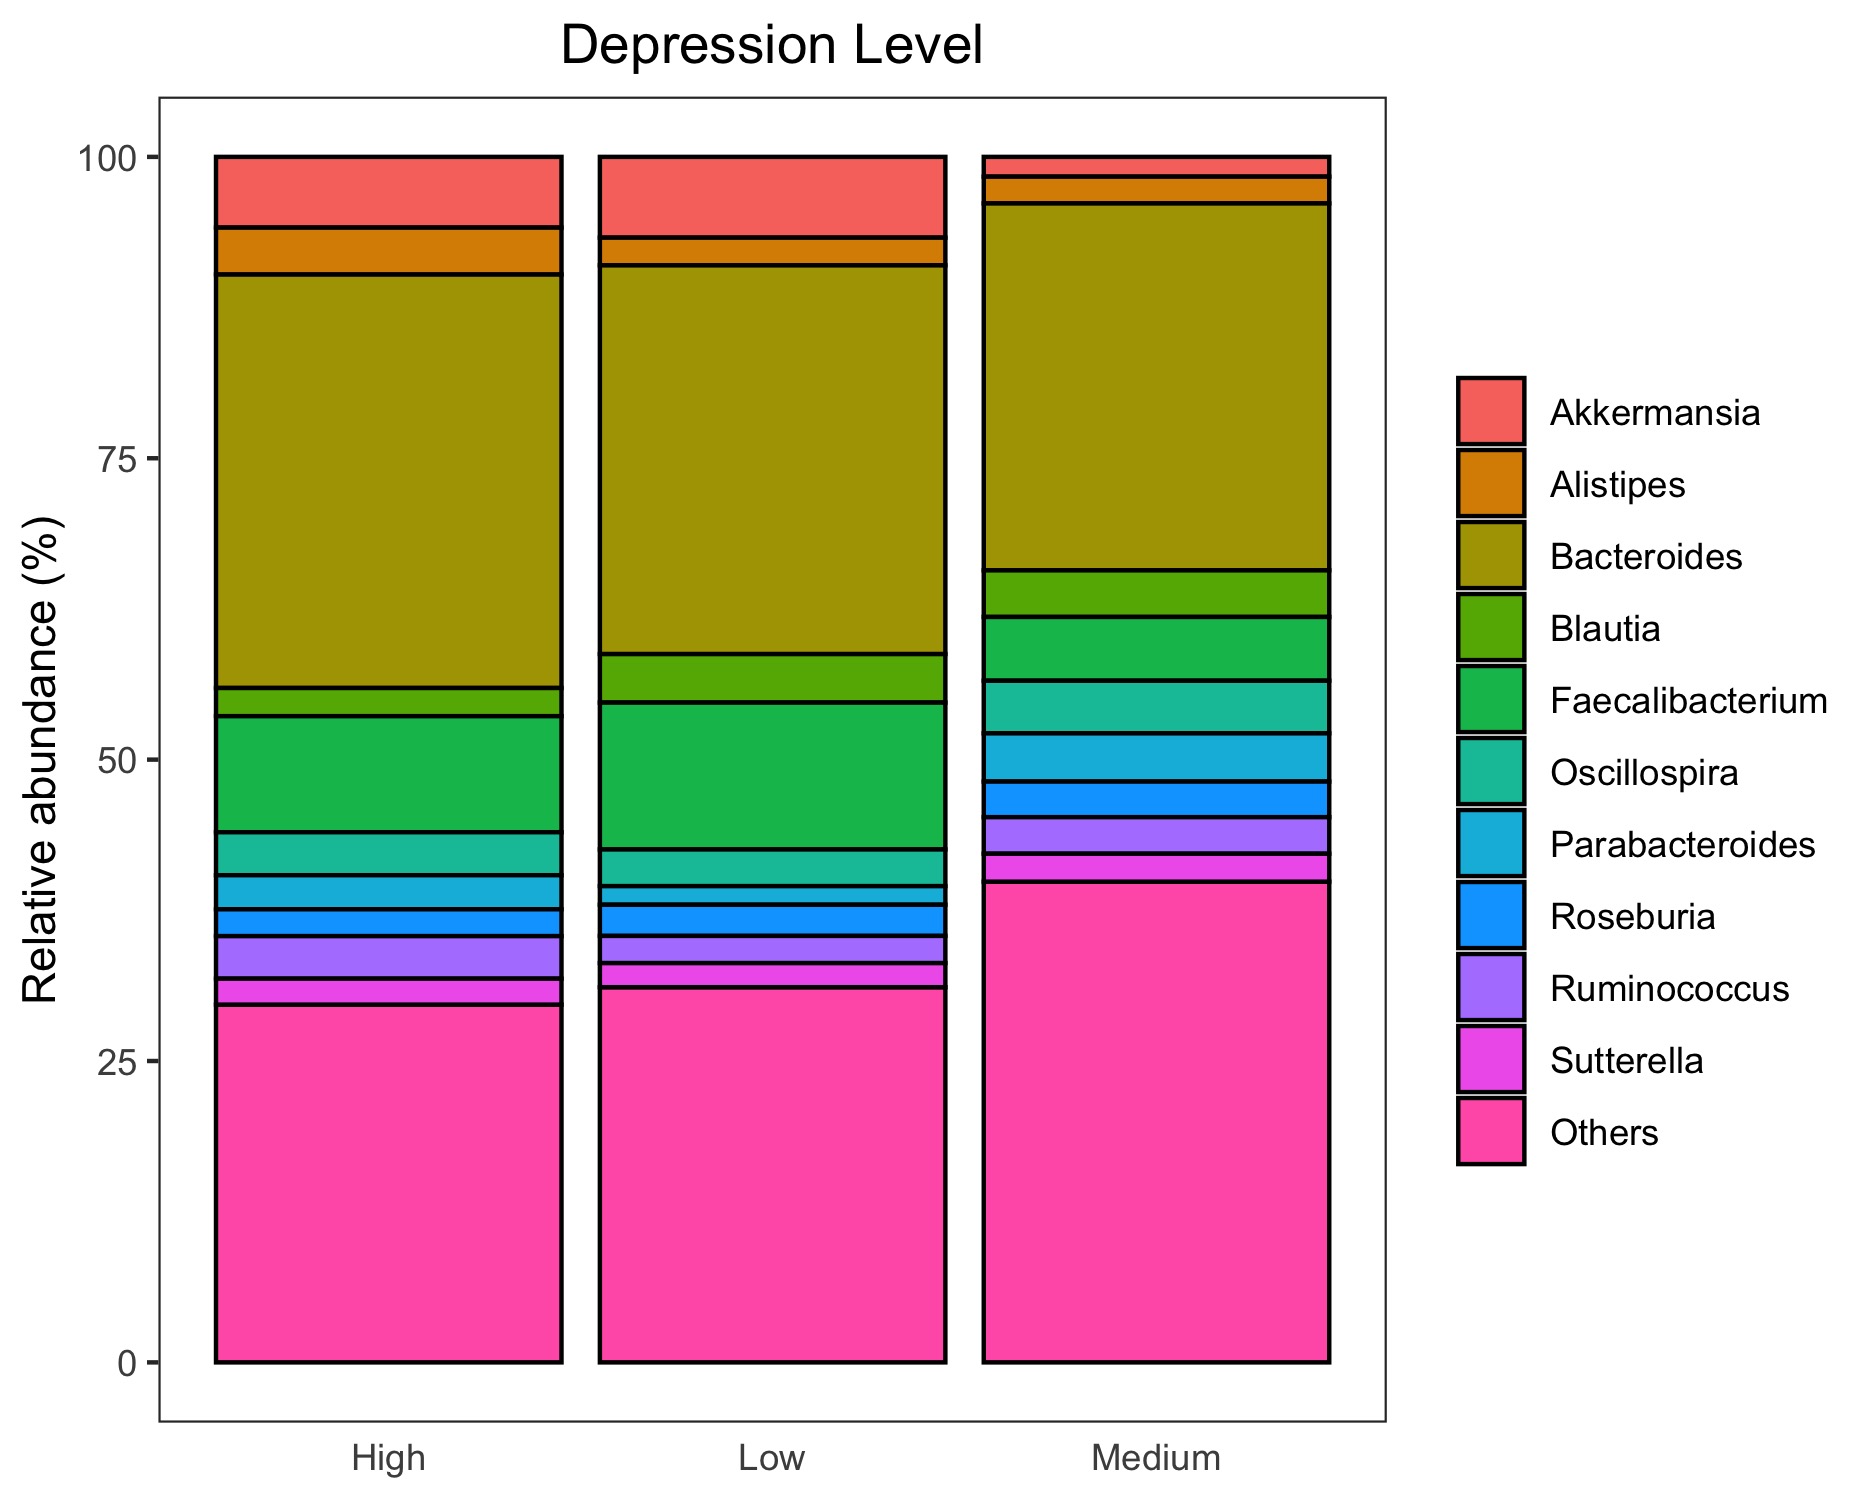 Depression Level
Relative abundance (%)
100
75
50
25
0
High
Low
Medium
Akkermansia
Alistipes
Bacteroides
Blautia
Faecalibacterium
Oscillospira
Parabacteroides
Roseburia
Ruminococcus
Sutterella
Others